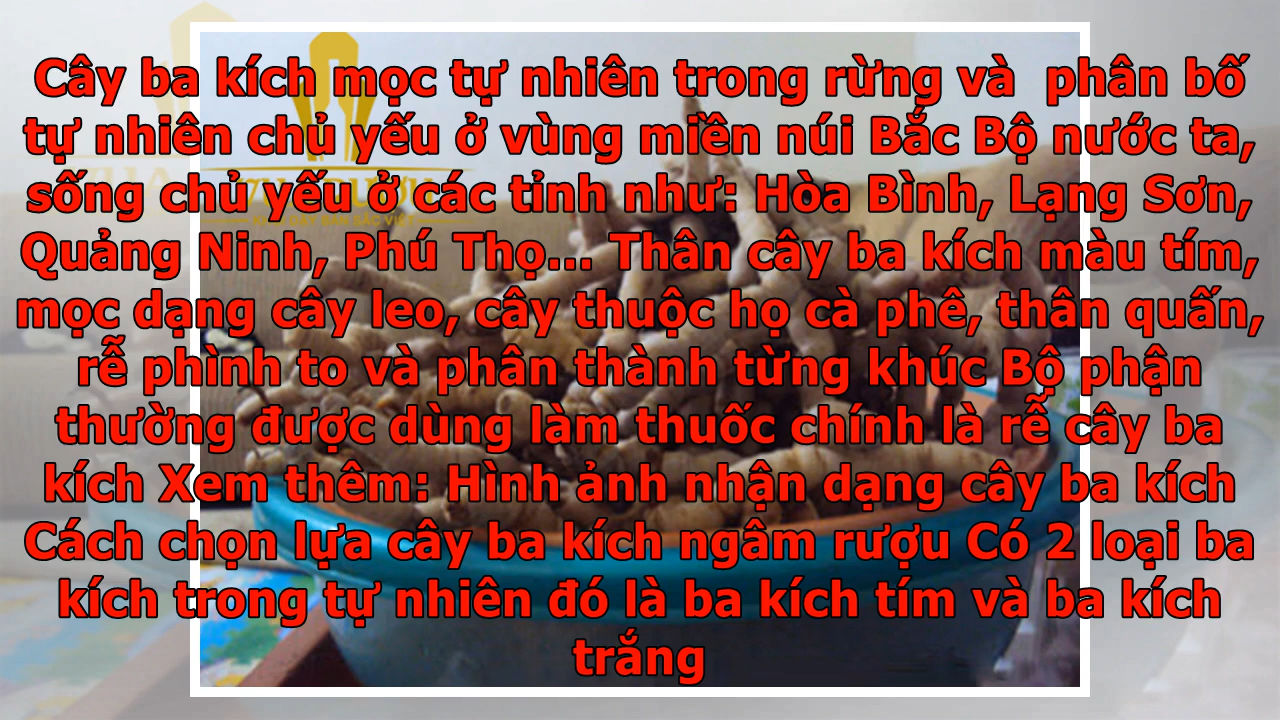 Cây ba kích mọc tự nhiên trong rừng và  phân bố
tự nhiên chủ yếu ở vùng miền núi Bắc Bộ nước ta,
sống chủ yếu ở các tỉnh như: Hòa Bình, Lạng Sơn,
Quảng Ninh, Phú Thọ... Thân cây ba kích màu tím,
mọc dạng cây leo, cây thuộc họ cà phê, thân quấn,
rễ phình to và phân thành từng khúc Bộ phận
thường được dùng làm thuốc chính là rễ cây ba
kích Xem thêm: Hình ảnh nhận dạng cây ba kích
Cách chọn lựa cây ba kích ngâm rượu Có 2 loại ba
kích trong tự nhiên đó là ba kích tím và ba kích
trắng